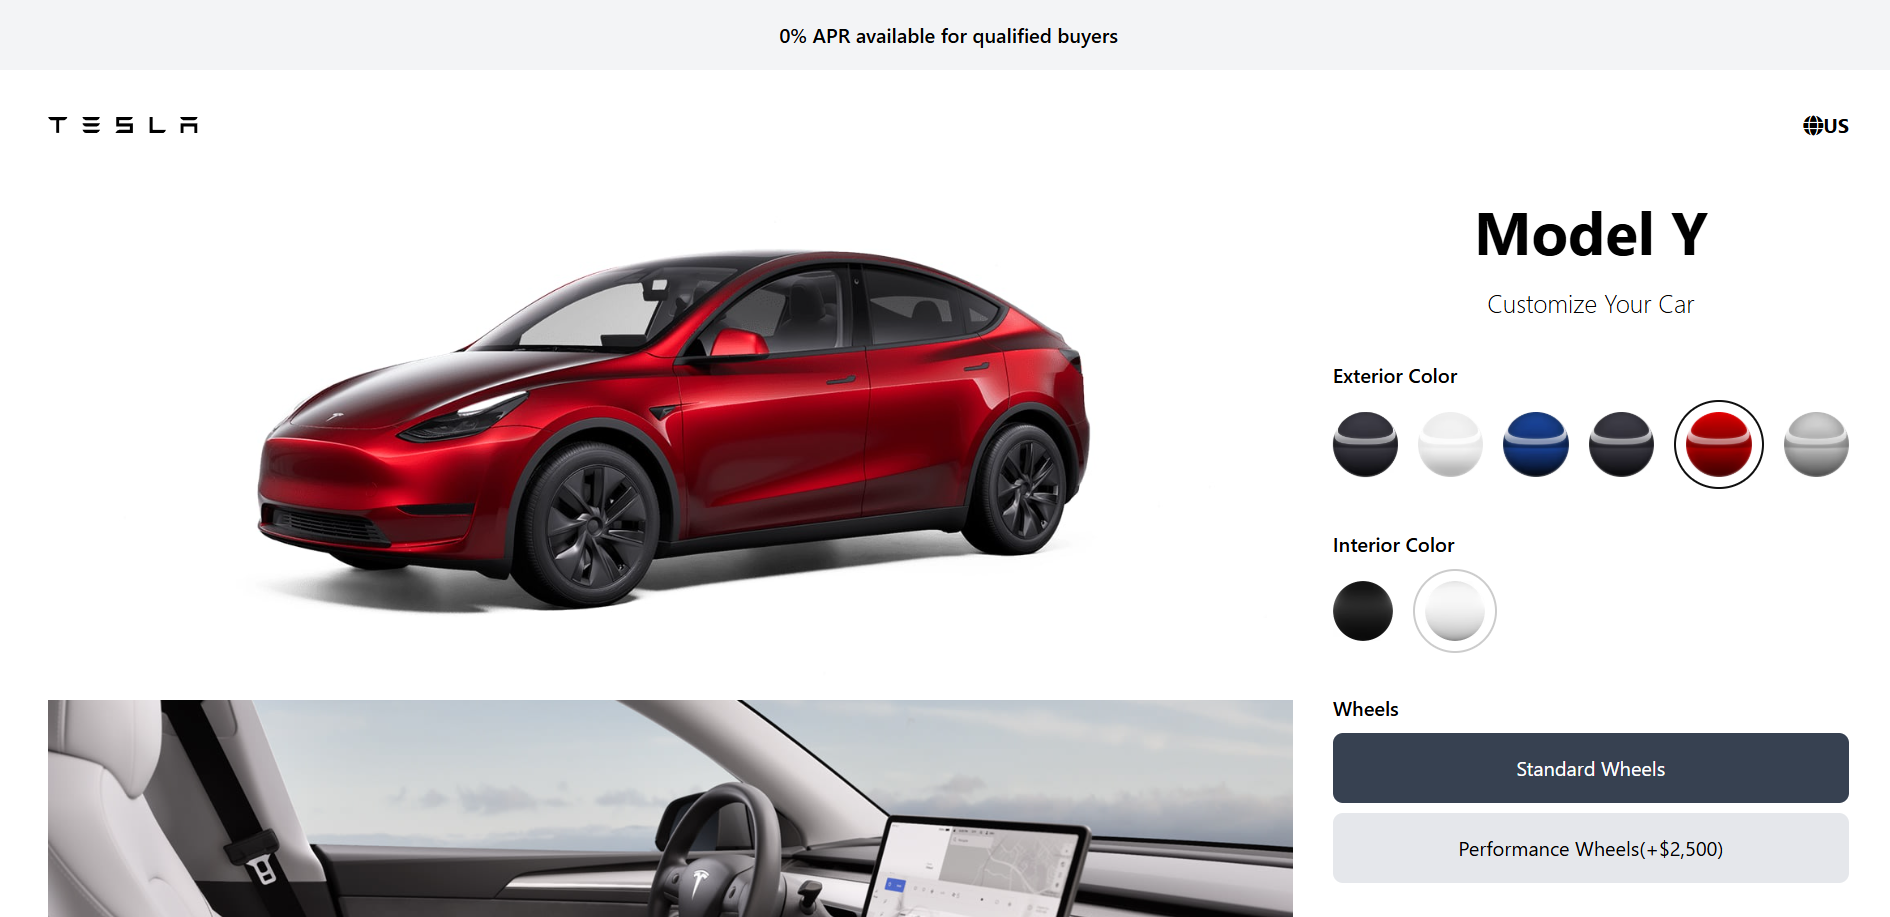 0% APR available for qualified buyers
TESLA
US
Model Y
Customize Your Car
Exterior Color
Interior Color
Wheels
Standard Wheels
Performance Wheels(+$2,500)